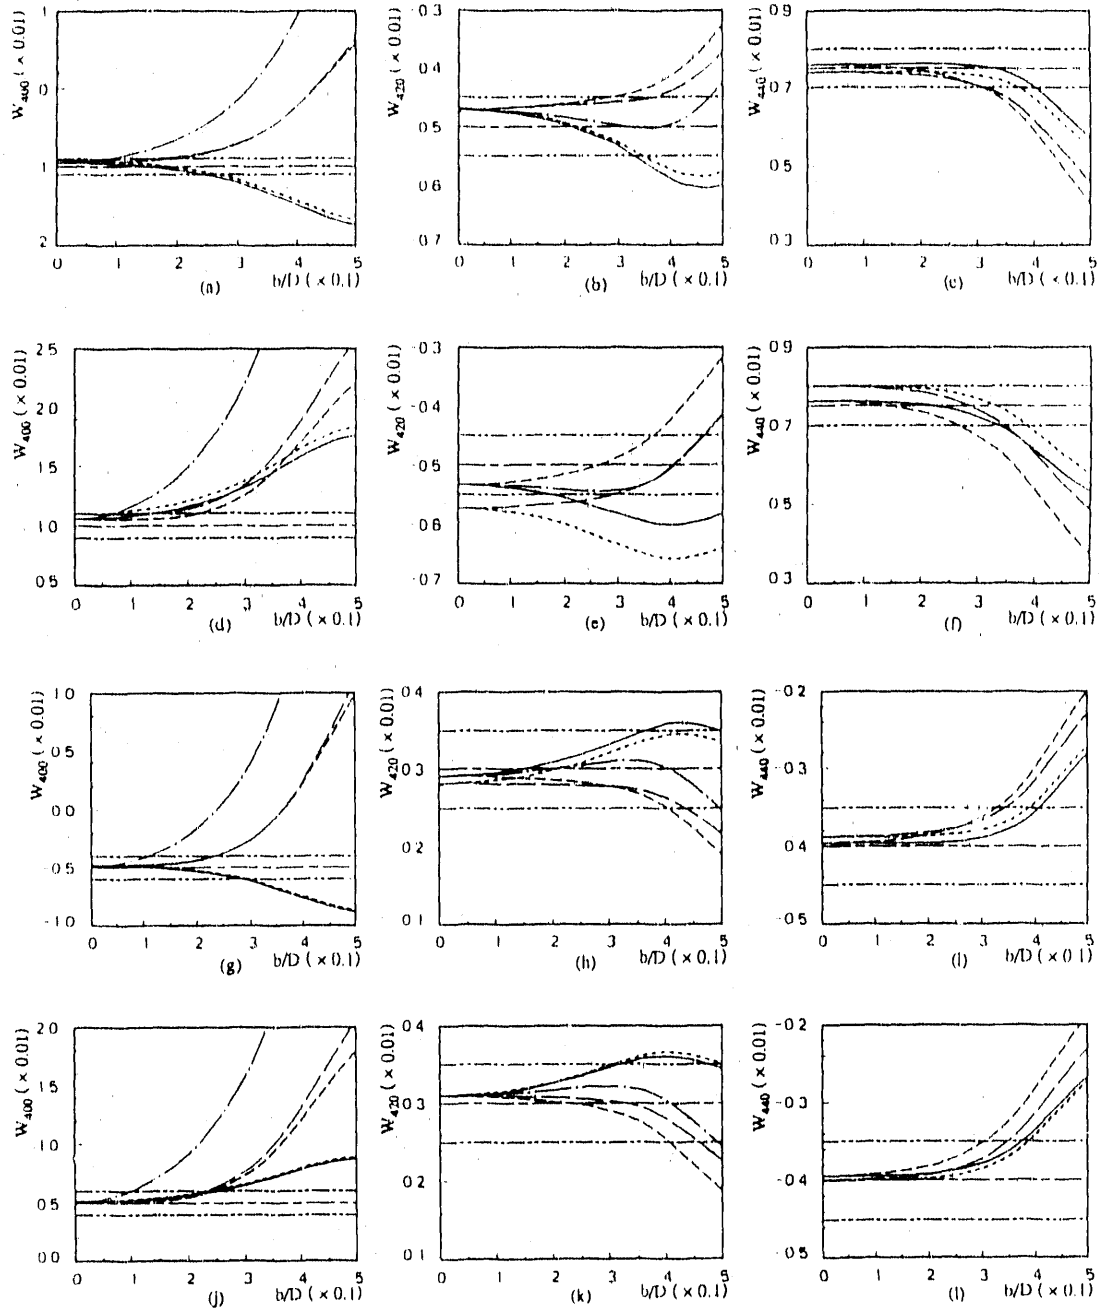 W400 (×0.01)
1
0
1
2
0 1 2 3 4 5
(a) b/D (×0.1)
W420 (×0.01)
0.3
0.4
0.5
0.6
0.7
0 1 2 3 4 5
(b) b/D (×0.1)
W440 (×0.01)
0.9
0.7
0.5
0.3
0 1 2 3 4 5
(c) b/D (×0.1)
W400 (×0.01)
2.5
2.0
1.5
1.0
0.5
0 1 2 3 4 5
(d) b/D (×0.1)
W420 (×0.01)
-0.3
-0.4
-0.5
-0.6
-0.7
0 1 2 3 4 5
(e) b/D (×0.1)
W440 (×0.01)
0.9
0.7
0.5
0.3
0 1 2 3 4 5
(f) b/D (×0.1)
W400 (×0.01)
1.0
0.5
0.0
-0.5
-1.0
0 1 2 3 4 5
(g) b/D (×0.1)
W420 (×0.01)
0.4
0.3
0.2
0.1
0 1 2 3 4 5
(h) b/D (×0.1)
W440 (×0.01)
-0.2
-0.3
-0.4
-0.5
0 1 2 3 4 5
(i) b/D (×0.1)
W400 (×0.01)
2.0
1.5
1.0
0.5
0.0
0 1 2 3 4 5
(j) b/D (×0.1)
W420 (×0.01)
0.4
0.3
0.2
0.1
0 1 2 3 4 5
(k) b/D (×0.1)
W440 (×0.01)
-0.2
-0.3
-0.4
-0.5
0 1 2 3 4 5
(l) b/D (×0.1)